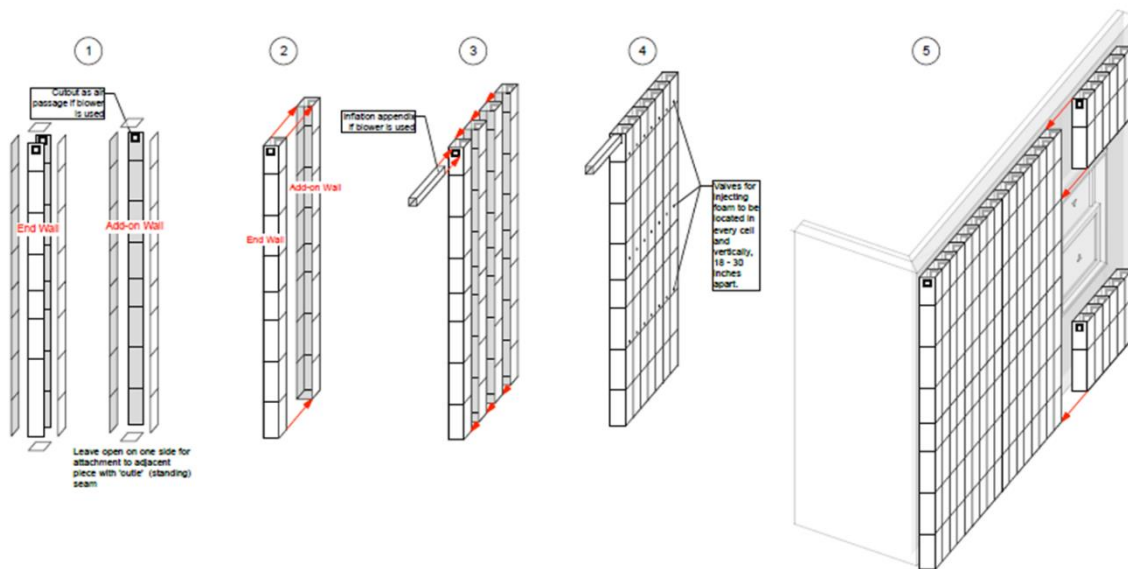 1
2
3
4
5
Cutout as air
passage if blower
is used
End Wall
Add-on Wall
Leave open on one side for
attachment to adjacent
piece with 'outie' (standing)
seam
Add-on Wall
End Wall
Inflation appendix
if blower is used
Valves for
injecting
foam to be
located in
every cell
and
vertically,
18 - 30
inches
apart.